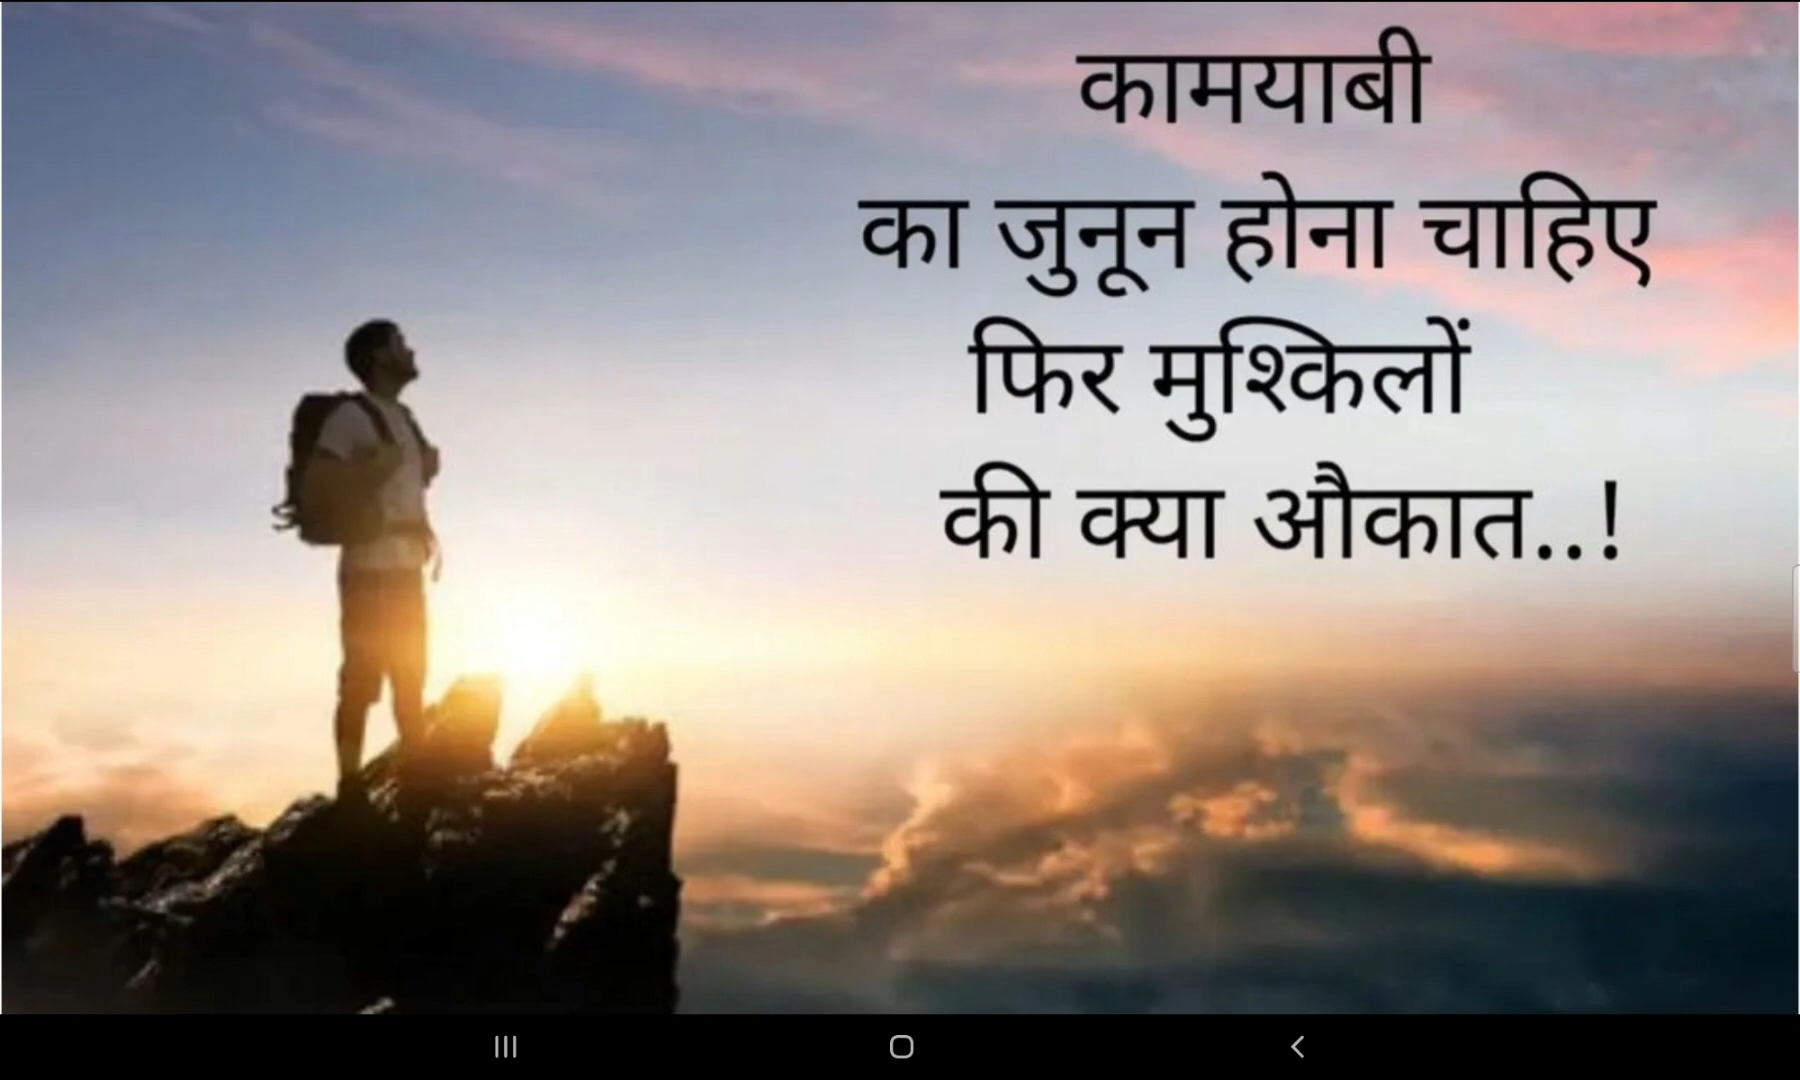 कामयाबी
का जुनून होना चाहिए
फिर मुश्किलों
की क्या औकात..!